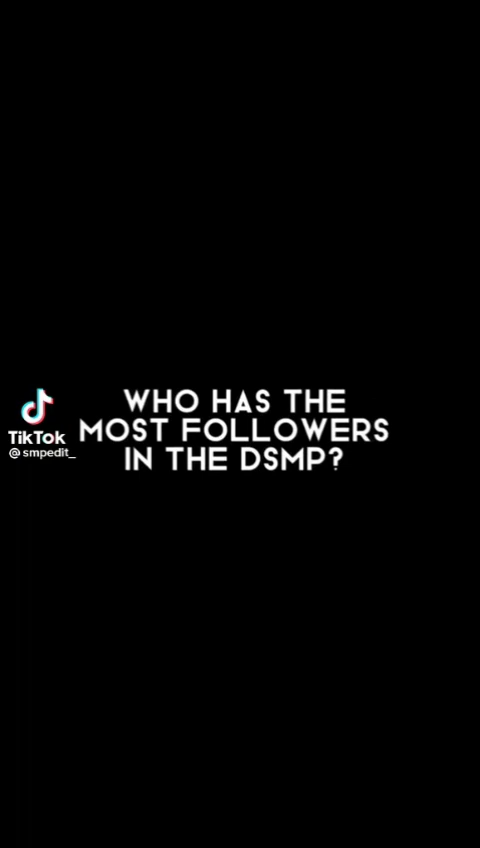 WHO HAS THE
MOST FOLLOWERS
IN THE DSMP?
TikTok
@smpedit_